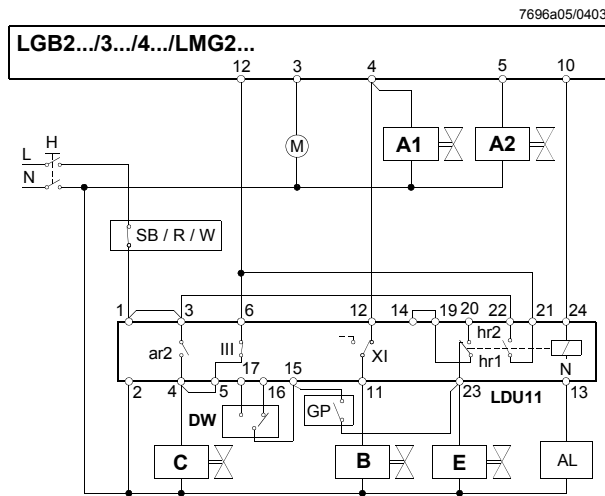 7696a05/0403
LGB2.../3.../4.../LMG2...
12 3 4 5 10
H
L
N
M
A1 A2
SB / R / W
1 3 6 12 14 19 20 22 21 24
hr2
ar2 III XI hr1
N
17 15
2 4 5 16 11 23 LDU11 13
DW GP
C B E AL